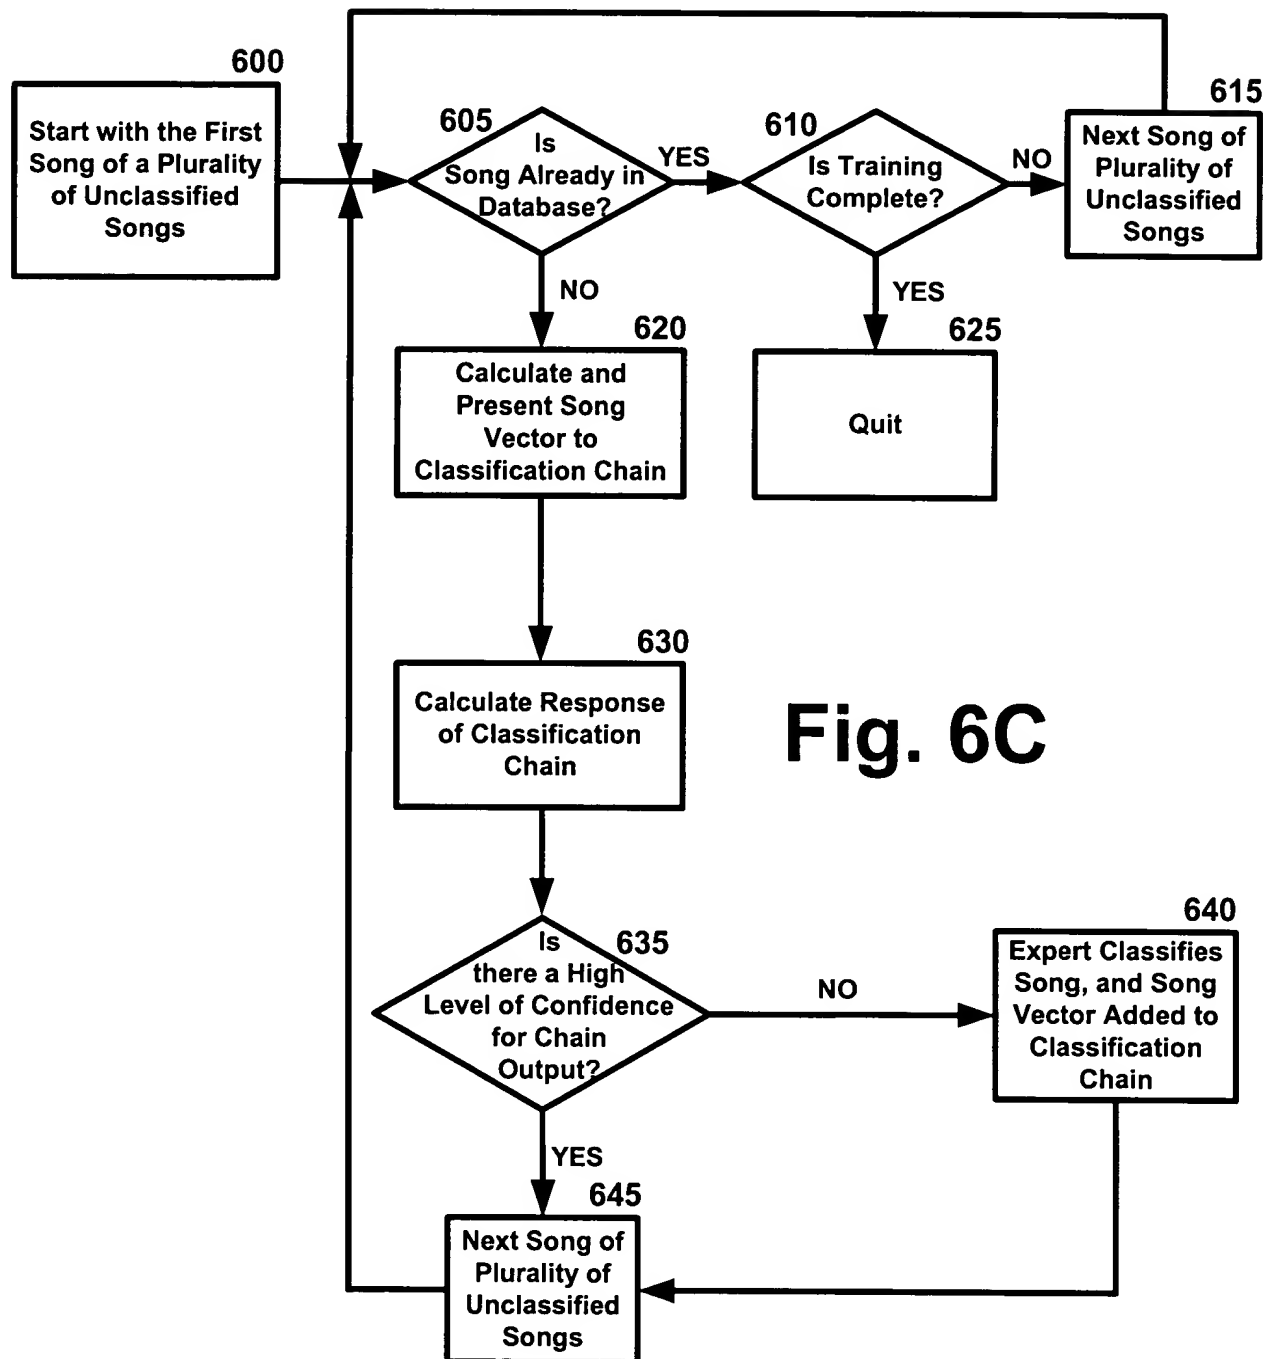 600
Start with the First
Song of a Plurality
of Unclassified
Songs
605
Is
Song Already in
Database?
YES
610
Is Training
Complete?
NO
615
Next Song of
Plurality of
Unclassified
Songs
NO
YES
620
Calculate and
Present Song
Vector to
Classification Chain
625
Quit
630
Calculate Response
of Classification
Chain
Fig. 6C
635
Is
there a High
Level of Confidence
for Chain
Output?
NO
640
Expert Classifies
Song, and Song
Vector Added to
Classification
Chain
YES
645
Next Song of
Plurality of
Unclassified
Songs